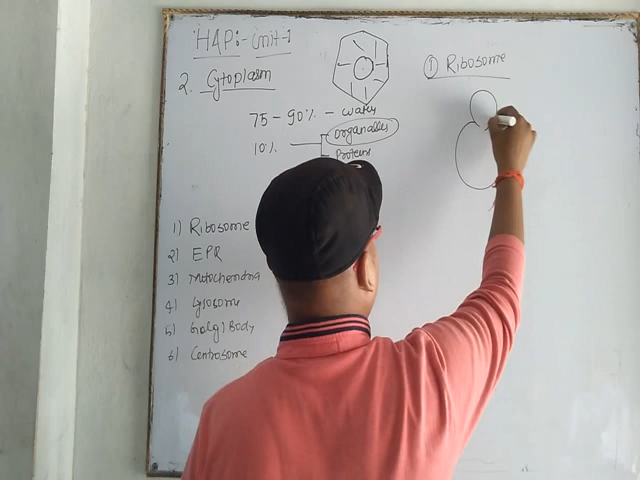 HAP:- Unit-1
2. Cytoplasm
75 - 90% - water
10% - organelles
Proteins
① Ribosome
1) Ribosome
2) EPR
3) Mitochondria
4) Lysosome
5) Golgi Body
6) Centrosome